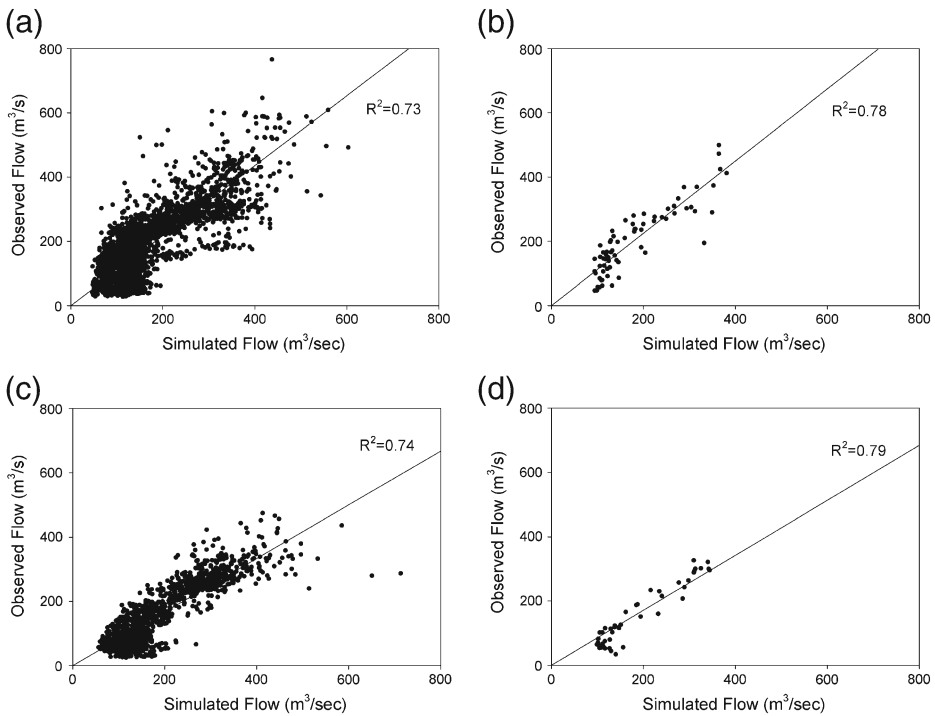 (a)
800
600
400
200
0
Observed Flow (m³/s)
R²=0.73
0 200 400 600 800
Simulated Flow (m³/sec)
(b)
800
600
400
200
0
Observed Flow (m³/s)
R²=0.78
0 200 400 600 800
Simulated Flow (m³/sec)
(c)
800
600
400
200
0
Observed Flow (m³/s)
R²=0.74
0 200 400 600 800
Simulated Flow (m³/sec)
(d)
800
600
400
200
0
Observed Flow (m³/s)
R²=0.79
0 200 400 600 800
Simulated Flow (m³/sec)